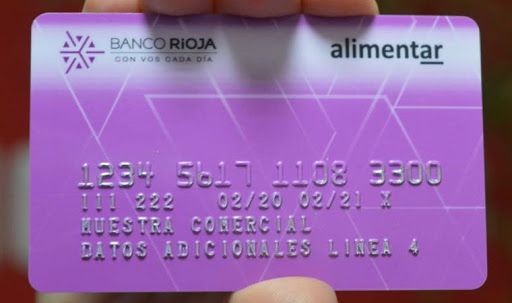 BANCO RIOJA
CON VOS CADA DÍA
alimentar
1234 5617 1108 3300
111 222 02/20 02/21 X
MUESTRA COMERCIAL
DATOS ADICIONALES LINEA 4